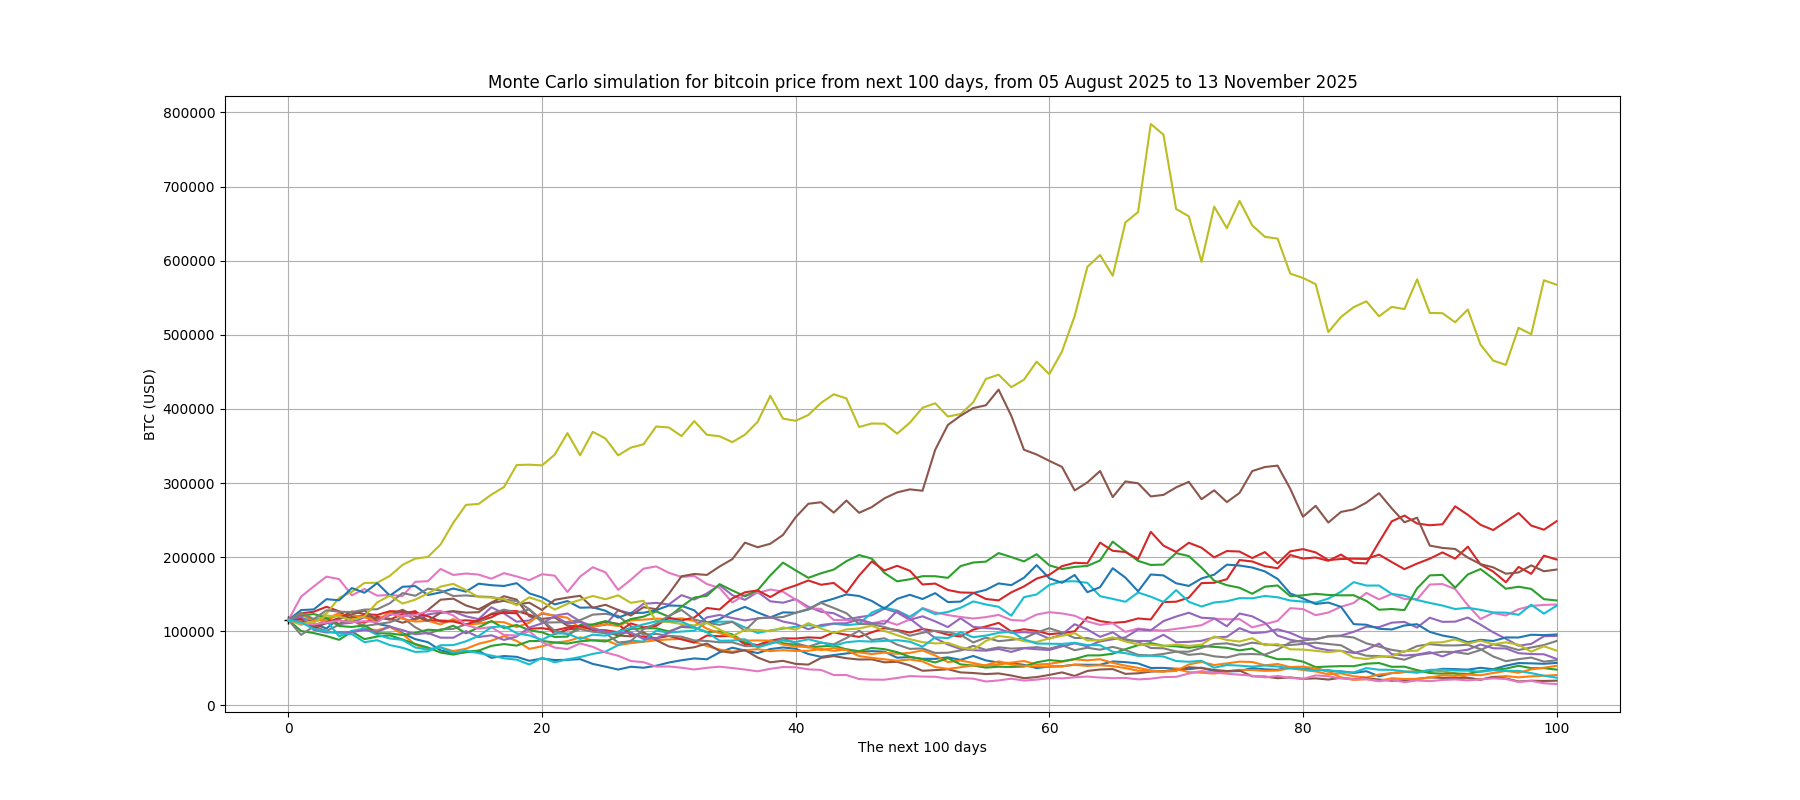 Monte Carlo simulation for bitcoin price from next 100 days, from 05 August 2025 to 13 November 2025
800000
700000
600000
500000
400000
300000
200000
100000
0
BTC (USD)
0 20 40 60 80 100
The next 100 days